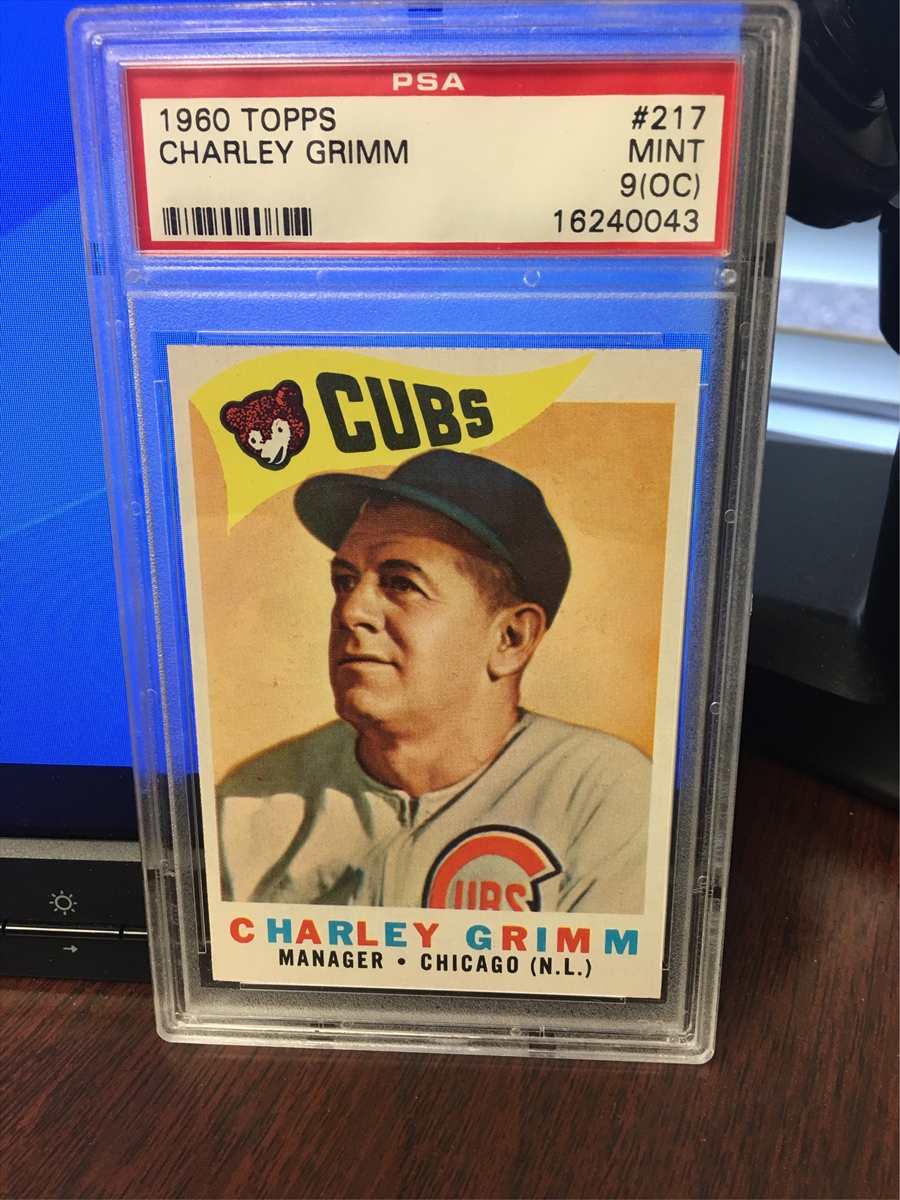 PSA
1960 TOPPS #217
CHARLEY GRIMM MINT
9(OC)
16240043
CUBS
CUBS
CHARLEY GRIMM
MANAGER • CHICAGO (N.L.)